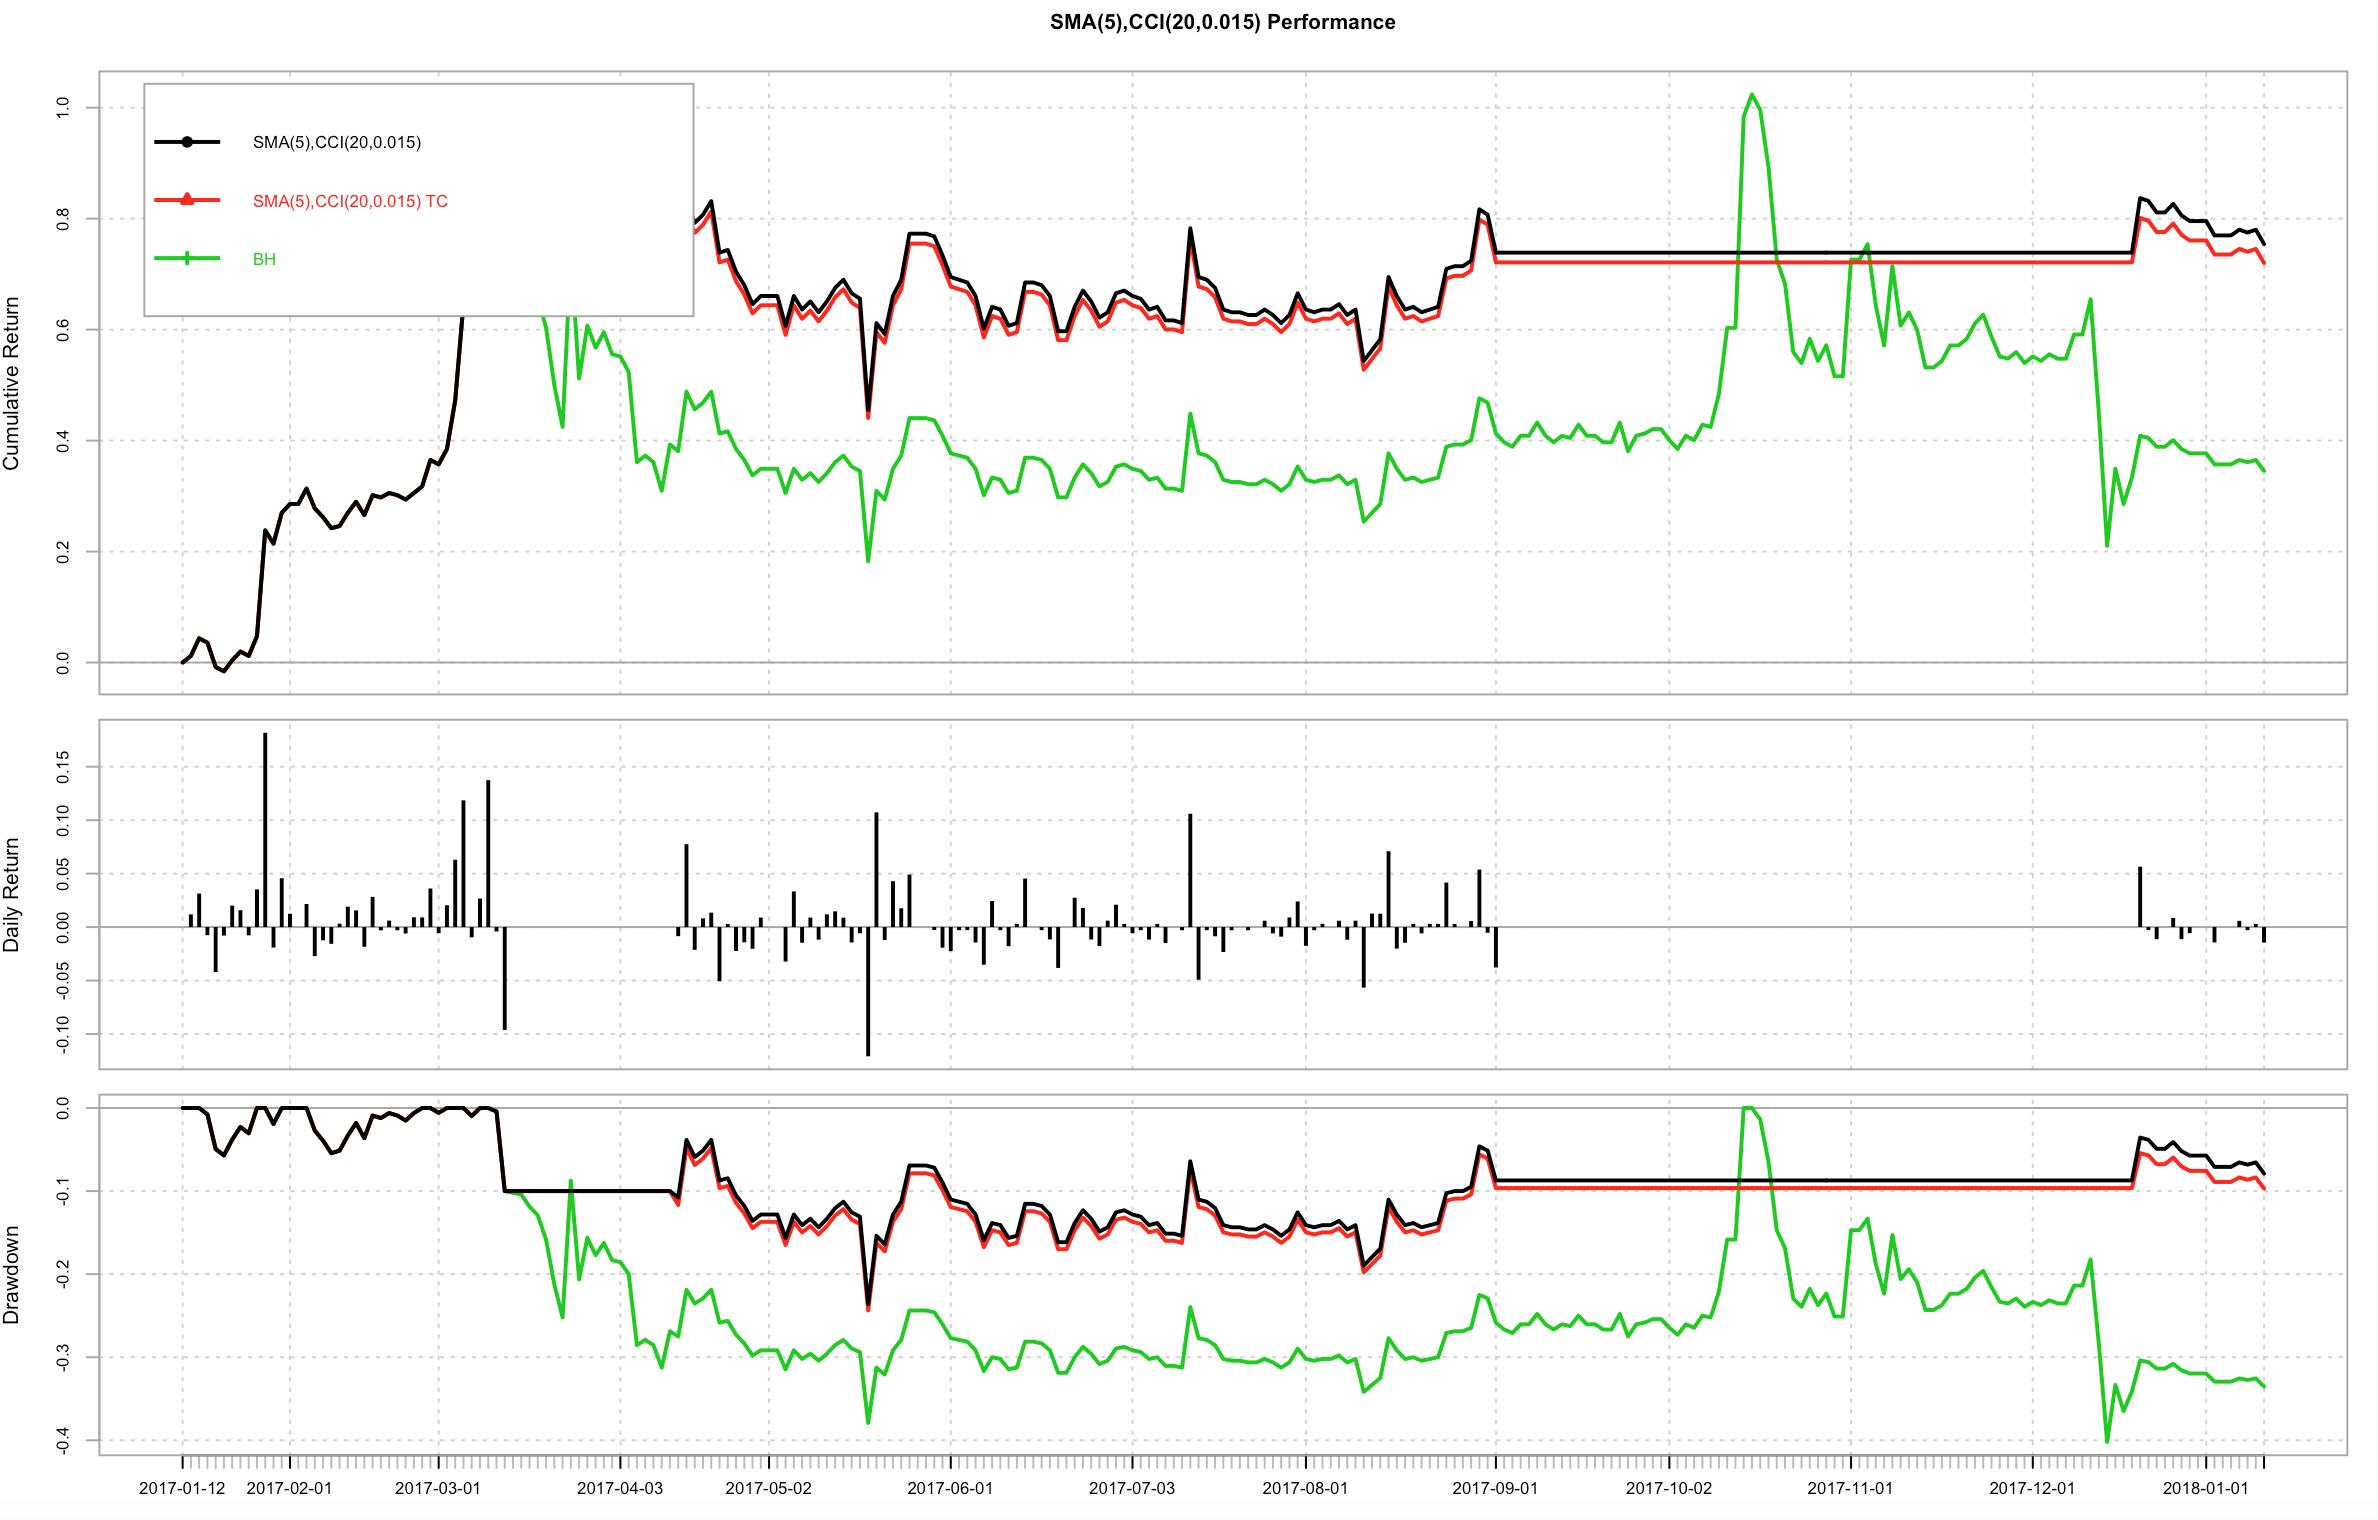 SMA(5),CCI(20,0.015) Performance
Cumulative Return
1.0
0.8
0.6
0.4
0.2
0.0
SMA(5),CCI(20,0.015)
SMA(5),CCI(20,0.015) TC
BH
Daily Return
0.15
0.10
0.05
0.00
-0.05
-0.10
Drawdown
0.0
-0.1
-0.2
-0.3
-0.4
2017-01-12 2017-02-01 2017-03-01 2017-04-03 2017-05-02 2017-06-01 2017-07-03 2017-08-01 2017-09-01 2017-10-02 2017-11-01 2017-12-01 2018-01-01